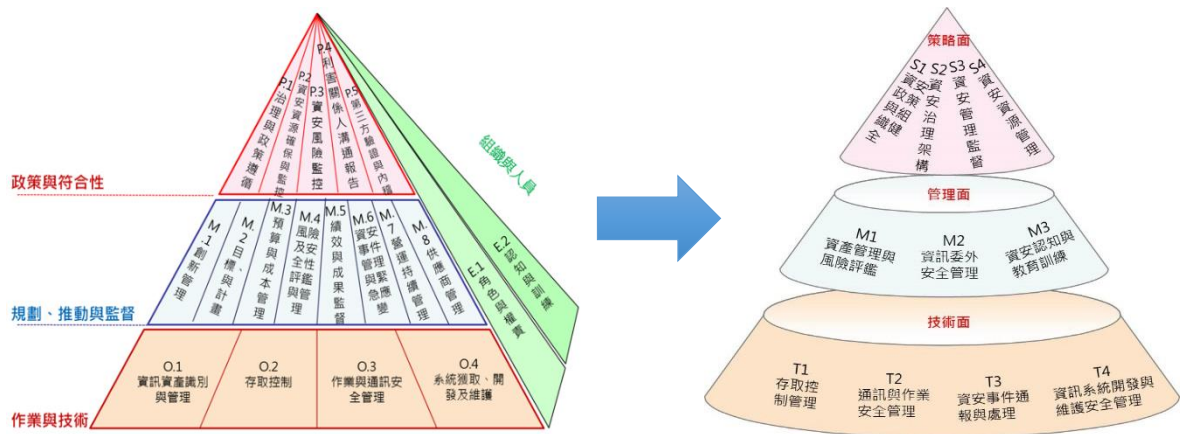 P.1治理與政策遵循
P.2資安資源確保與監控
P.3資安風險監控
P.4利害關係人溝通報告
P.5第三方驗證與內稽
政策與符合性
組織與人員
M.1創新管理
M.2目標與計畫
M.3預算與成本管理
M.4風險及安全性評鑑與管理
M.5績效與成果監督
M.6資安事件管理與緊急應變
M.7營運持續管理
M.8供應商管理
規劃、推動與監督
E.1角色與權責
E.2認知與訓練
O.1
資訊資產識別
與管理
O.2
存取控制
O.3
作業與通訊安
全管理
O.4
系統獲取、開
發及維護
作業與技術
策略面
S1資安政策與組織健全
S2資安治理架構
S3資安管理監督
S4資安資源管理
管理面
M1
資產管理與
風險評鑑
M2
資訊委外
安全管理
M3
資安認知與
教育訓練
技術面
T1
存取控
制管理
T2
通訊與作業
安全管理
T3
資安事件通
報與處理
T4
資訊系統開發與
維護安全管理